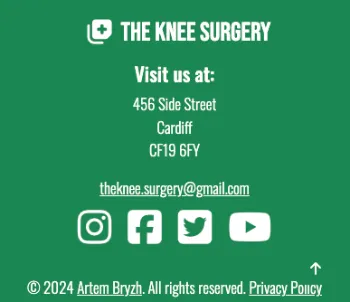 THE KNEE SURGERY
Visit us at:
456 Side Street
Cardiff
CF19 6FY
theknee.surgery@gmail.com
© 2024 Artem Bryzh. All rights reserved. Privacy Policy